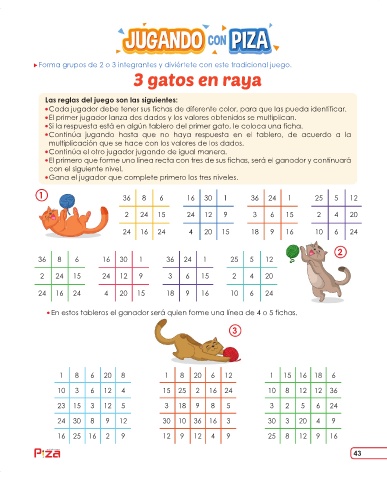 JUGANDO CON PIZA
Forma grupos de 2 o 3 integrantes y diviértete con este tradicional juego.
3 gatos en raya
Las reglas del juego son las siguientes:
Cada jugador debe tener sus fichas de diferente color, para que las pueda identificar.
El primer jugador lanza dos dados y los valores obtenidos se multiplican.
Si la respuesta está en algún tablero del primer gato, le coloca una ficha.
Continúa jugando hasta que no haya respuesta en el tablero, de acuerdo a la
multiplicación que se hace con los valores de los dados.
Continúa el otro jugador jugando de igual manera.
El primero que forme una línea recta con tres de sus fichas, será el ganador y continuará
con el siguiente nivel.
Gana el jugador que complete primero los tres niveles.
1
36 8 6 16 30 1 36 24 1 25 5 12
2 24 15 24 12 9 3 6 15 2 4 20
24 16 24 4 20 15 18 9 16 10 6 24
2
36 8 6 16 30 1 36 24 1 25 5 12
2 24 15 24 12 9 3 6 15 2 4 20
24 16 24 4 20 15 18 9 16 10 6 24
En estos tableros el ganador será quien forme una línea de 4 o 5 fichas.
3
1 8 6 20 8 1 8 20 6 12 1 15 16 18 6
10 3 6 12 4 15 25 2 16 24 10 8 12 12 36
23 15 3 12 5 3 18 9 8 5 3 2 5 6 24
24 30 8 9 12 30 10 36 16 3 30 3 20 4 9
16 25 16 2 9 12 9 12 4 9 25 8 12 9 16
Piza
43